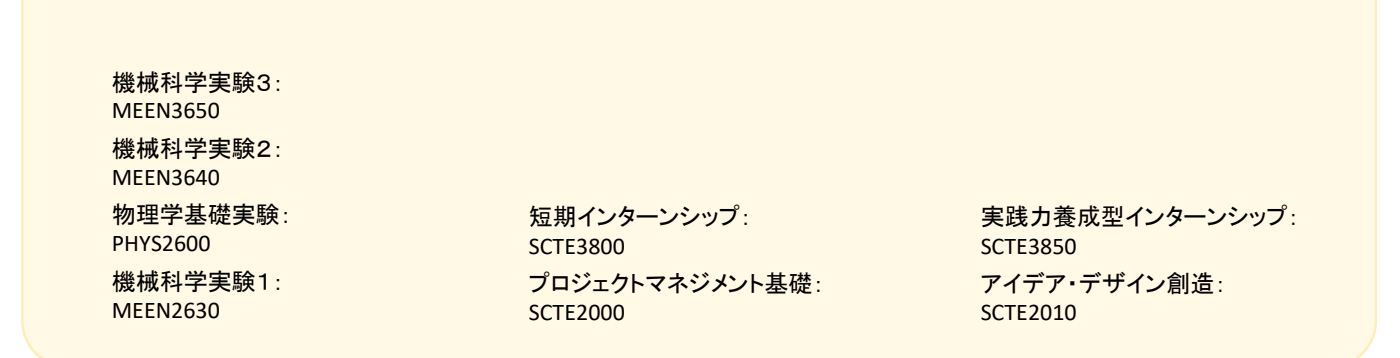 機械科学実験3：
MEEN3650
機械科学実験2：
MEEN3640
物理学基礎実験：
PHYS2600
機械科学実験1：
MEEN2630
短期インターンシップ：
SCTE3800
プロジェクトマネジメント基礎：
SCTE2000
実践力養成型インターンシップ：
SCTE3850
アイデア・デザイン創造：
SCTE2010